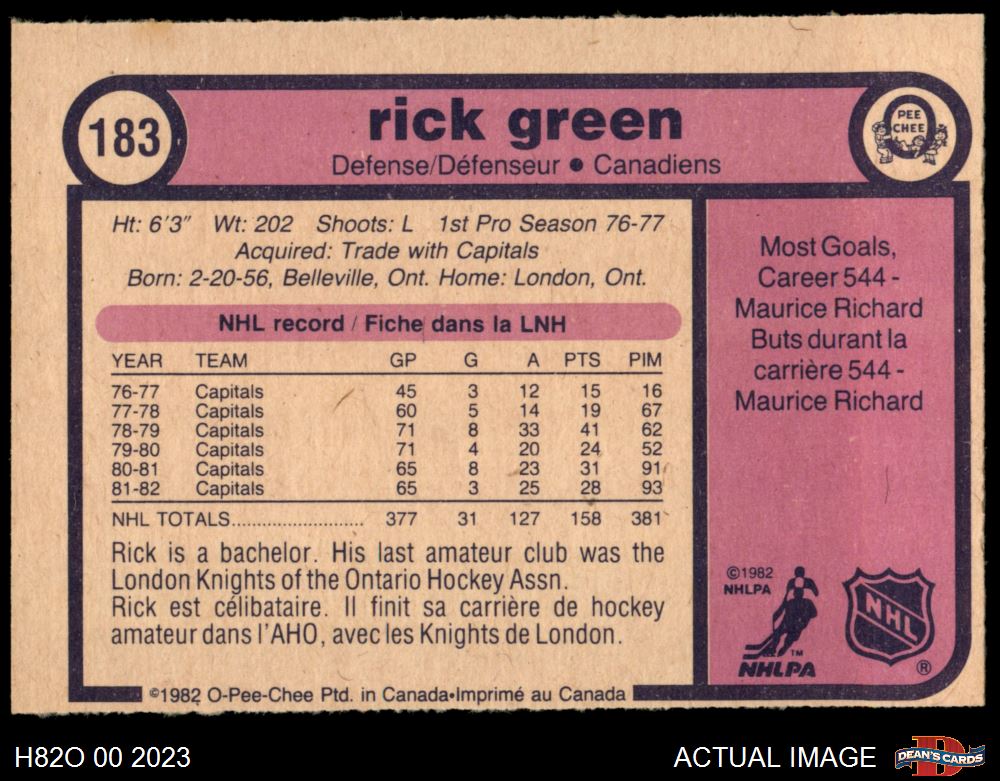 183
rick green
Defense/Défenseur • Canadiens
PEE
CHEE
Ht: 6'3" Wt: 202 Shoots: L 1st Pro Season 76-77
Acquired: Trade with Capitals
Born: 2-20-56, Belleville, Ont. Home: London, Ont.
NHL record / Fiche dans la LNH
YEAR TEAM GP G A PTS PIM
76-77 Capitals 45 3 12 15 16
77-78 Capitals 60 5 14 19 67
78-79 Capitals 71 8 33 41 62
79-80 Capitals 71 4 20 24 52
80-81 Capitals 65 8 23 31 91
81-82 Capitals 65 3 25 28 93
NHL TOTALS........................ 377 31 127 158 381
Rick is a bachelor. His last amateur club was the
London Knights of the Ontario Hockey Assn.
Rick est célibataire. Il finit sa carrière de hockey
amateur dans l'AHO, avec les Knights de London.
©1982 O-Pee-Chee Ptd. in Canada•Imprimé au Canada
Most Goals,
Career 544 -
Maurice Richard
Buts durant la
carrière 544 -
Maurice Richard
©1982
NHLPA
TM
NHLPA
NHL
®
H82O 00 2023
ACTUAL IMAGE
D
DEAN'S CARDS